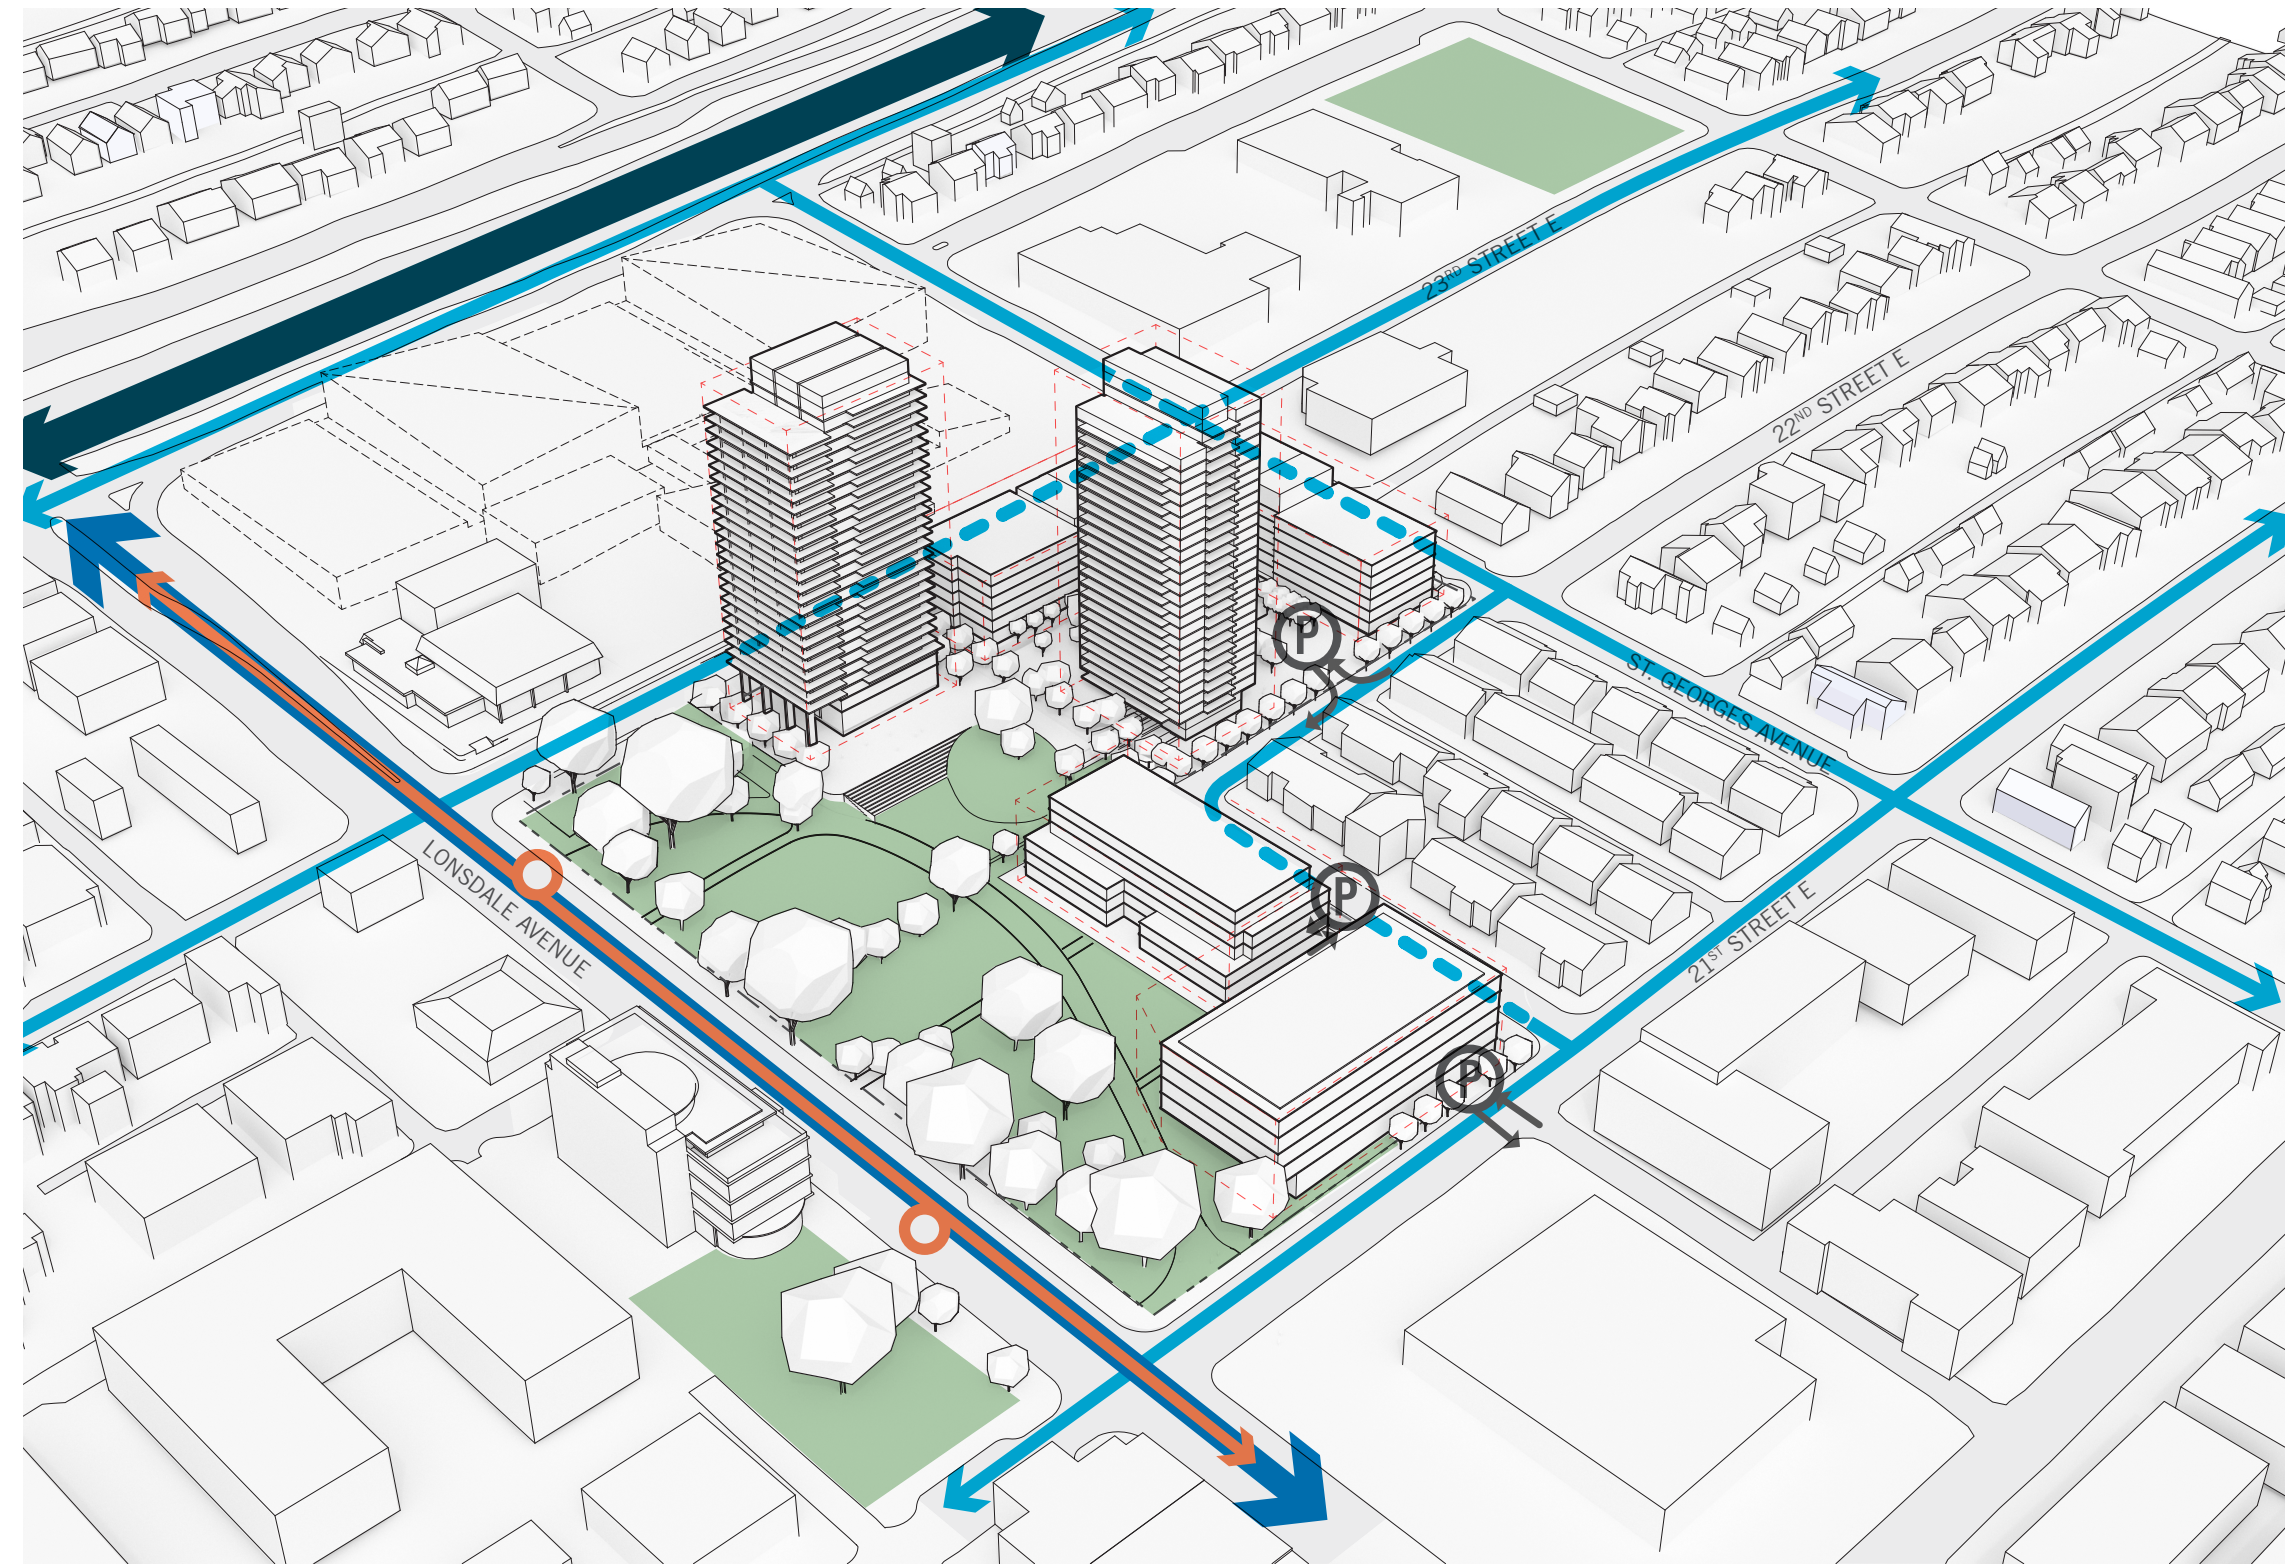 23RD STREET E
22ND STREET E
P
ST. GEORGES AVENUE
LONSDALE AVENUE
P
21ST STREET E
P